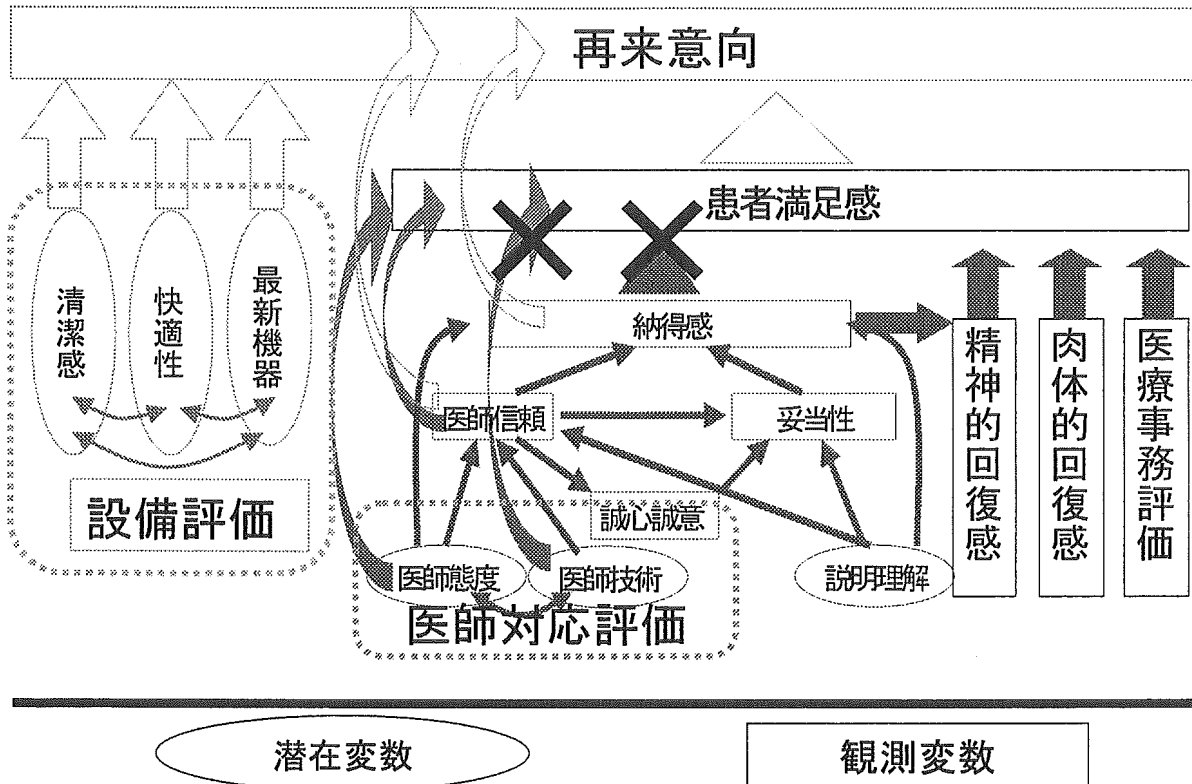 再来意向
患者満足感
清潔感
快適性
最新機器
設備評価
納得感
医師信頼
妥当性
誠心誠意
医師態度
医師技術
説明理解
医師対応評価
精神的回復感
肉体的回復感
医療事務評価
潜在変数
観測変数